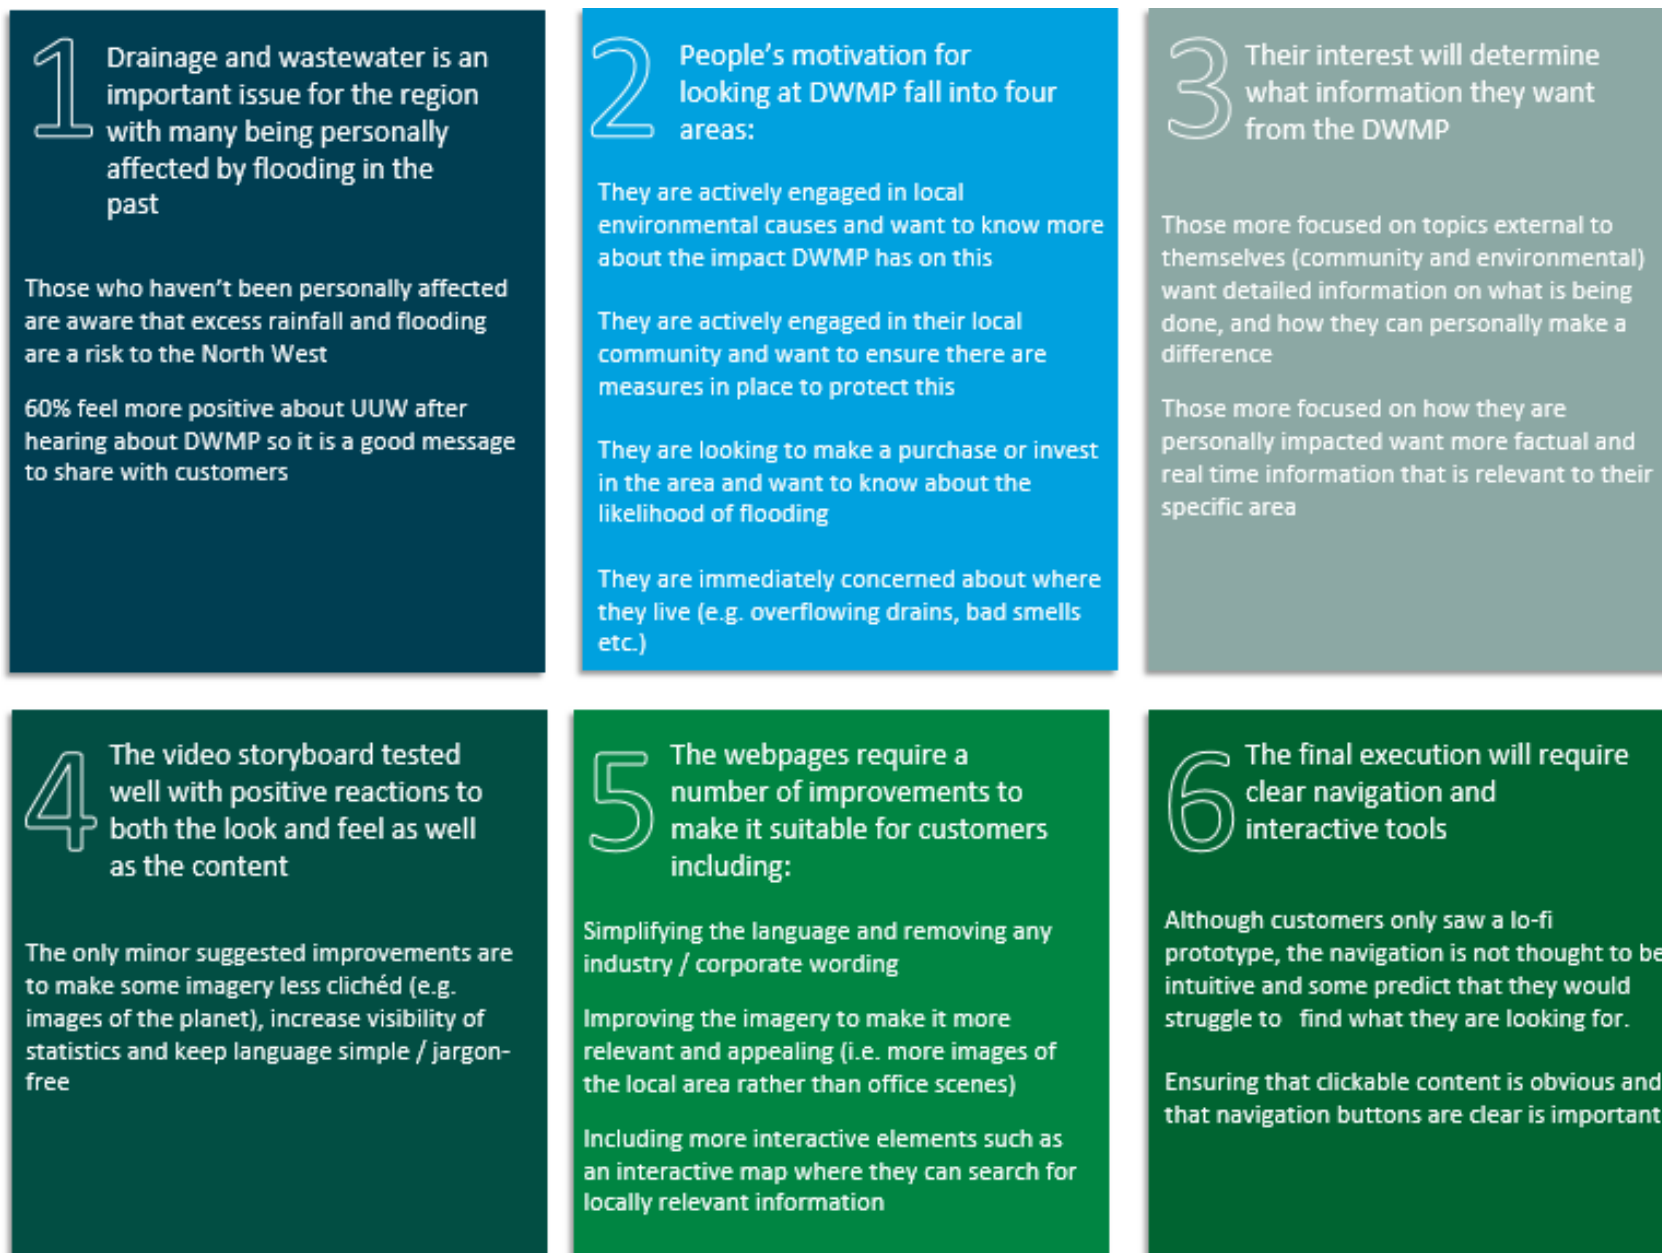 1
Drainage and wastewater is an
important issue for the region
with many being personally
affected by flooding in the
past
Those who haven't been personally affected
are aware that excess rainfall and flooding
are a risk to the North West
60% feel more positive about UUW after
hearing about DWMP so it is a good message
to share with customers
2
People's motivation for
looking at DWMP fall into four
areas:
They are actively engaged in local
environmental causes and want to know more
about the impact DWMP has on this
They are actively engaged in their local
community and want to ensure there are
measures in place to protect this
They are looking to make a purchase or invest
in the area and want to know about the
likelihood of flooding
They are immediately concerned about where
they live (e.g. overflowing drains, bad smells
etc.)
3
Their interest will determine
what information they want
from the DWMP
Those more focused on topics external to
themselves (community and environmental)
want detailed information on what is being
done, and how they can personally make a
difference
Those more focused on how they are
personally impacted want more factual and
real time information that is relevant to their
specific area
4
The video storyboard tested
well with positive reactions to
both the look and feel as well
as the content
The only minor suggested improvements are
to make some imagery less clichéd (e.g.
images of the planet), increase visibility of
statistics and keep language simple / jargon-
free
5
The webpages require a
number of improvements to
make it suitable for customers
including:
Simplifying the language and removing any
industry / corporate wording
Improving the imagery to make it more
relevant and appealing (i.e. more images of
the local area rather than office scenes)
Including more interactive elements such as
an interactive map where they can search for
locally relevant information
6
The final execution will require
clear navigation and
interactive tools
Although customers only saw a lo-fi
prototype, the navigation is not thought to be
intuitive and some predict that they would
struggle to find what they are looking for.
Ensuring that clickable content is obvious and
that navigation buttons are clear is important